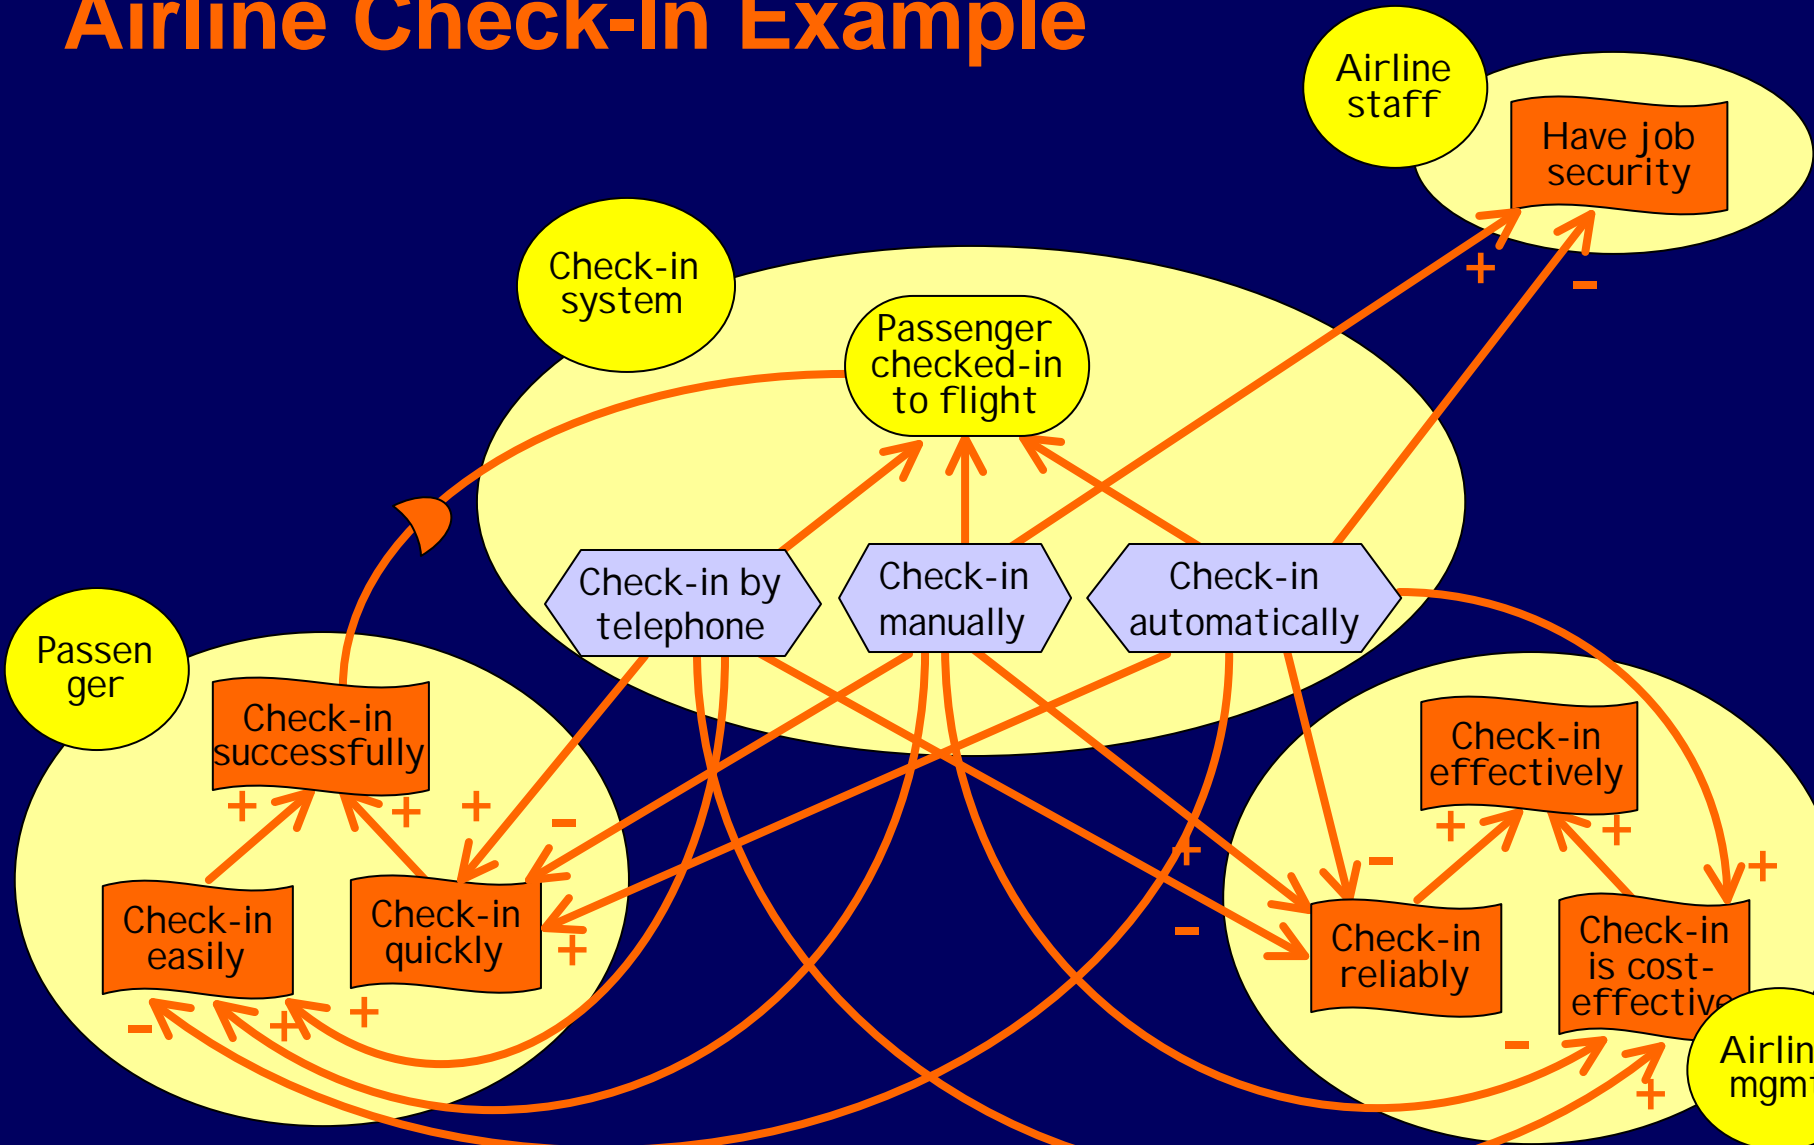 Airline Check-In Example
Airline
staff
Have job
security
+
-
Check-in
system
Passenger
checked-in
to flight
Check-in by
telephone
Check-in
manually
Check-in
automatically
Passen
ger
Check-in
successfully
+
+
+
-
Check-in
easily
Check-in
quickly
+
-
+
+
Check-in
effectively
+
+
+
-
+
-
Check-in
reliably
Check-in
is cost-
effective
-
+
Airlin
mgmt